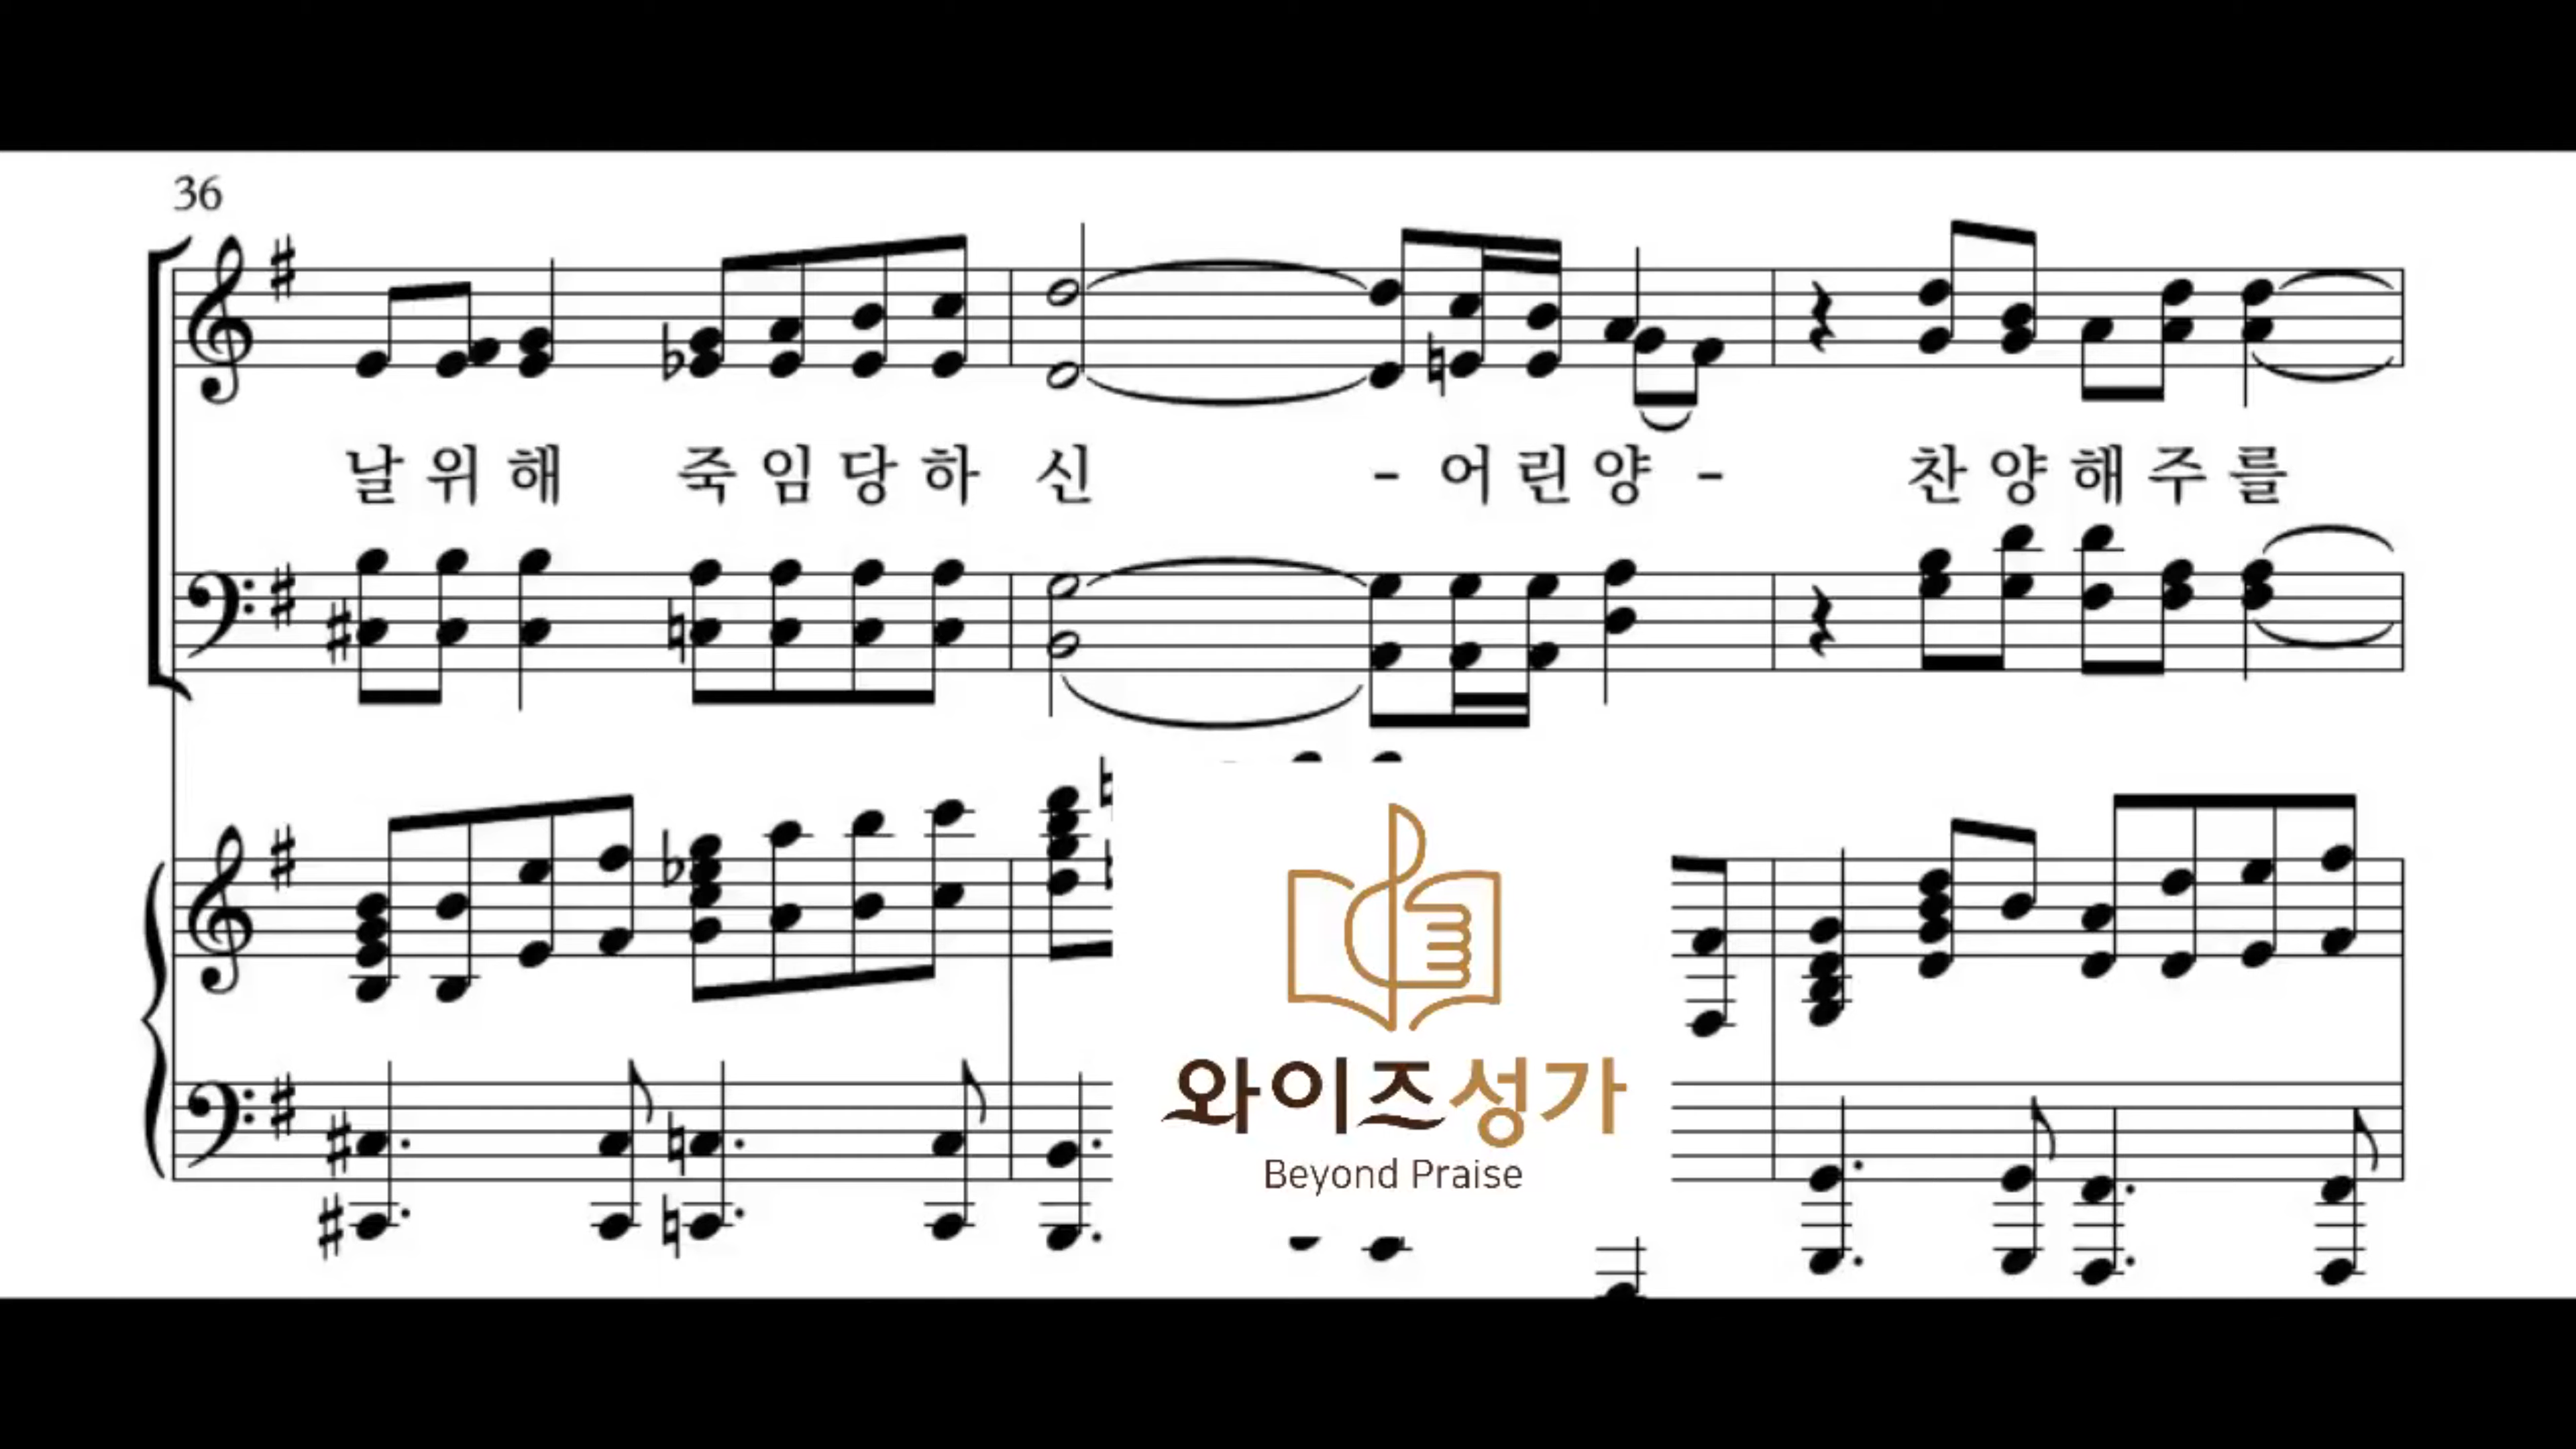 36
날 위 해 죽 임 당 하 신 - 어 린 양 - 찬 양 해 주 를
와이즈성가
Beyond Praise